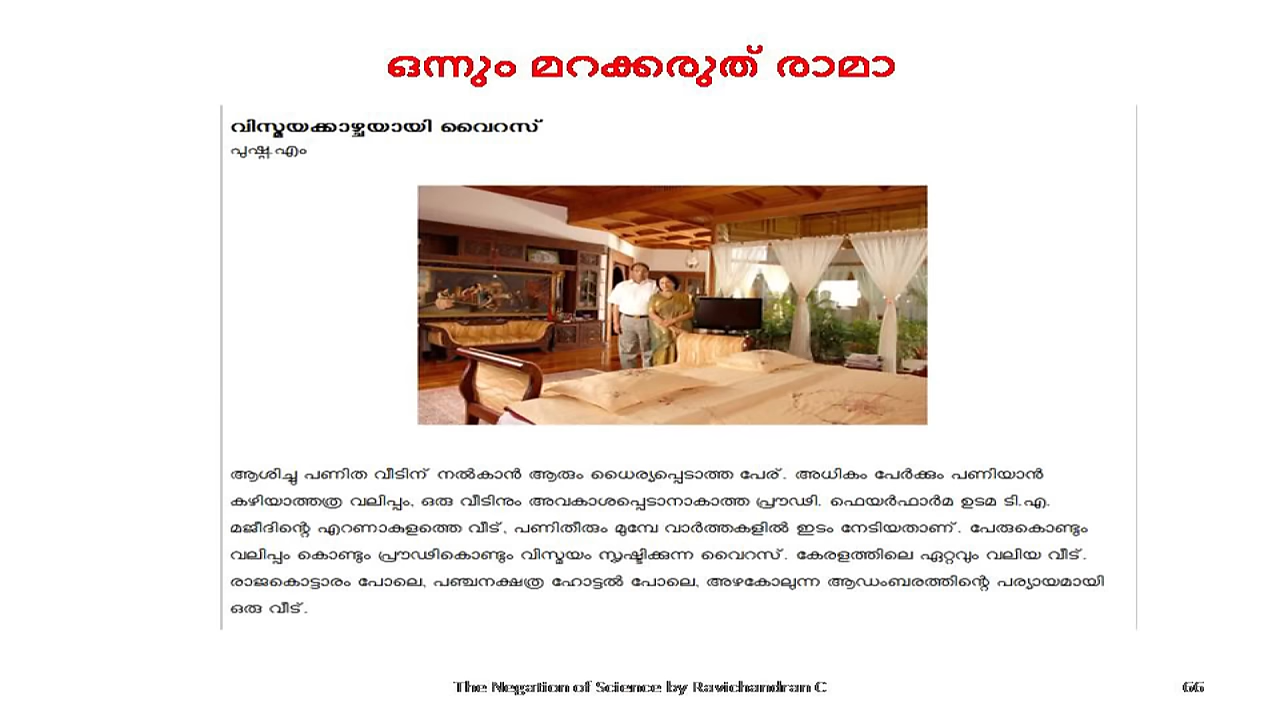 ഒന്നും മറക്കരുത് രാമാ
വിസ്മയക്കാഴ്ചയായി വൈറസ്
പുഷ്പ.എം
ആശിച്ചു പണിത വീടിന് നൽകാൻ ആരും ധൈര്യപ്പെടാത്ത പേര്. അധികം പേർക്കും പണിയാൻ
കഴിയാത്തത്ര വലിപ്പം, ഒരു വീടിനും അവകാശപ്പെടാനാകാത്ത പ്രൗഢി. ഫെയർഫാർമ ഉടമ ടി.എ.
മജീദിന്റെ എറണാകുളത്തെ വീട്, പണിതീരും മുമ്പേ വാർത്തകളിൽ ഇടം നേടിയതാണ്. പേരുകൊണ്ടും
വലിപ്പം കൊണ്ടും പ്രൗഢികൊണ്ടും വിസ്മയം സൃഷ്ടിക്കുന്ന വൈറസ്. കേരളത്തിലെ ഏറ്റവും വലിയ വീട്.
രാജകൊട്ടാരം പോലെ, പഞ്ചനക്ഷത്ര ഹോട്ടൽ പോലെ, അഴകോലുന്ന ആഡംബരത്തിന്റെ പര്യായമായി
ഒരു വീട്.
The Negation of Science by Ravichandran C
66